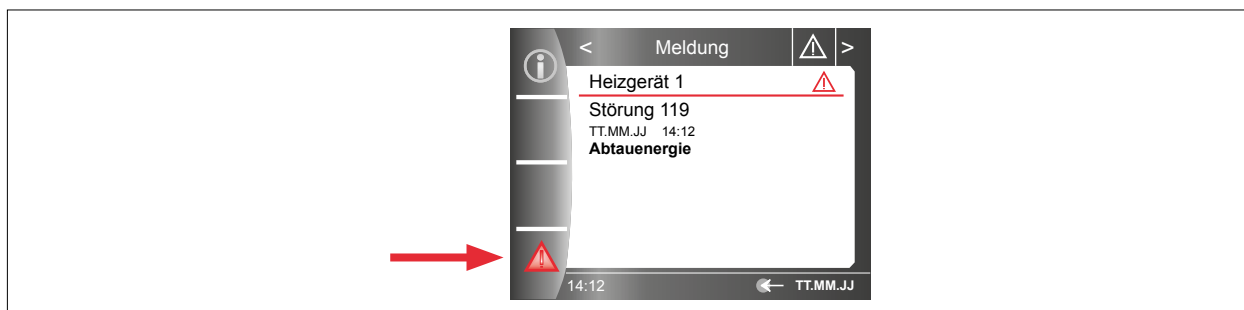 < Meldung >
Heizgerät 1
Störung 119
TT.MM.JJ 14:12
Abtauenergie
14:12 TT.MM.JJ